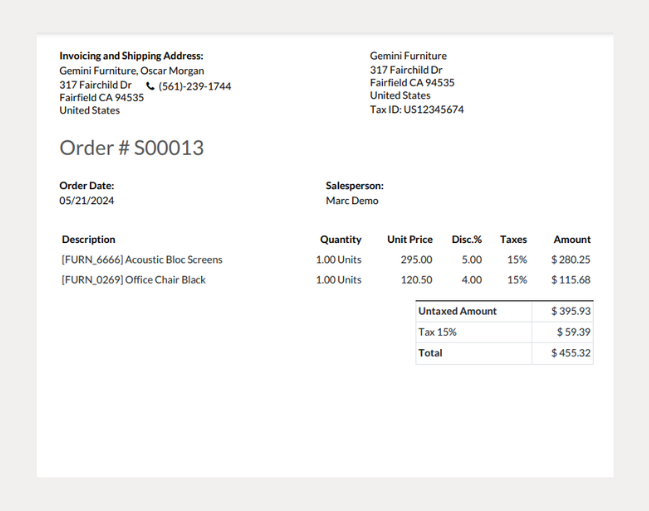 Invoicing and Shipping Address:
Gemini Furniture, Oscar Morgan
317 Fairchild Dr (561)-239-1744
Fairfield CA 94535
United States
Gemini Furniture
317 Fairchild Dr
Fairfield CA 94535
United States
Tax ID: US12345674
Order # S00013
Order Date: Salesperson:
05/21/2024 Marc Demo
Description Quantity Unit Price Disc.% Taxes Amount
[FURN_6666] Acoustic Bloc Screens 1.00 Units 295.00 5.00 15% $ 280.25
[FURN_0269] Office Chair Black 1.00 Units 120.50 4.00 15% $ 115.68
Untaxed Amount $ 395.93
Tax 15% $ 59.39
Total $ 455.32